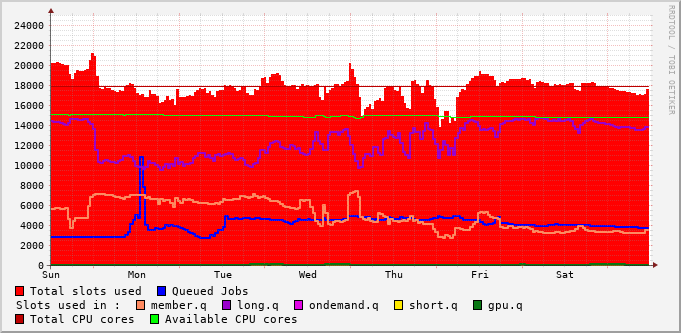 24000
22000
20000
18000
16000
14000
12000
10000
8000
6000
4000
2000
0
Sun Mon Tue Wed Thu Fri Sat
RRDTOOL / TOBI OETIKER
Total slots used Queued Jobs
Slots used in : member.q long.q ondemand.q short.q gpu.q
Total CPU cores Available CPU cores